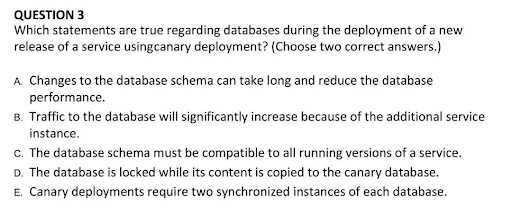 QUESTION 3
Which statements are true regarding databases during the deployment of a new
release of a service usingcanary deployment? (Choose two correct answers.)
A. Changes to the database schema can take long and reduce the database
performance.
B. Traffic to the database will significantly increase because of the additional service
instance.
C. The database schema must be compatible to all running versions of a service.
D. The database is locked while its content is copied to the canary database.
E. Canary deployments require two synchronized instances of each database.